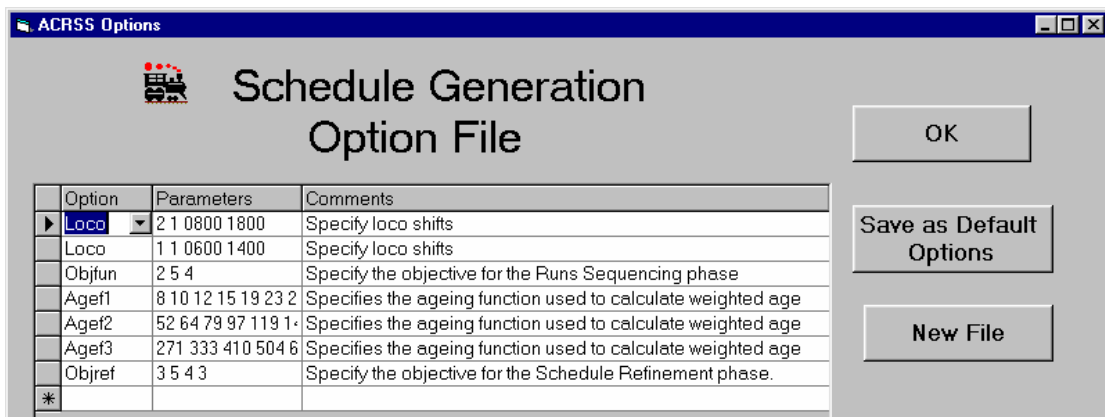 ACRSS Options
Schedule Generation
Option File
OK
Save as Default
Options
New File
Option Parameters Comments
Loco 2 1 0800 1800 Specify loco shifts
Loco 1 1 0600 1400 Specify loco shifts
Objfun 2 5 4 Specify the objective for the Runs Sequencing phase
Agef1 8 10 12 15 19 23 2 Specifies the ageing function used to calculate weighted age
Agef2 52 64 79 97 119 1 Specifies the ageing function used to calculate weighted age
Agef3 271 333 410 504 6 Specifies the ageing function used to calculate weighted age
Objref 3 5 4 3 Specify the objective for the Schedule Refinement phase.